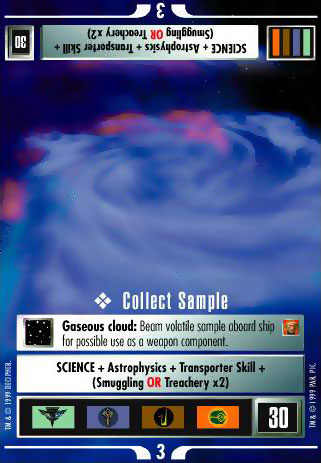 3
30
SCIENCE + Astrophysics + Transporter Skill +
(Smuggling OR Treachery x2)
Collect Sample
Gaseous cloud: Beam volatile sample aboard ship
for possible use as a weapon component.
SCIENCE + Astrophysics + Transporter Skill +
(Smuggling OR Treachery x2)
30
3
TM & © 1999 DECIPHER.
TM & © 1999 PAR. PIC.